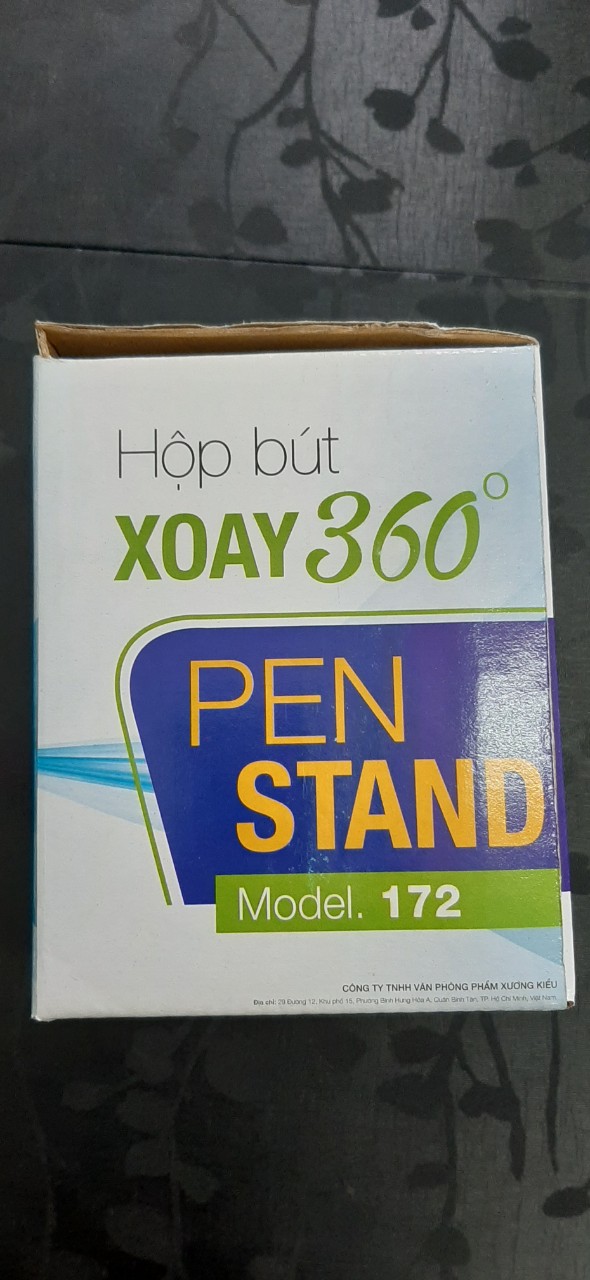 Hộp bút
XOAY 360°
PEN
STAND
Model. 172
CÔNG TY TNHH VĂN PHÒNG PHẨM XƯƠNG KIỀU
Địa chỉ: 29 Đường 12, Khu phố 15, Phường Bình Hưng Hòa A, Quận Bình Tân, TP. Hồ Chí Minh, Việt Nam.